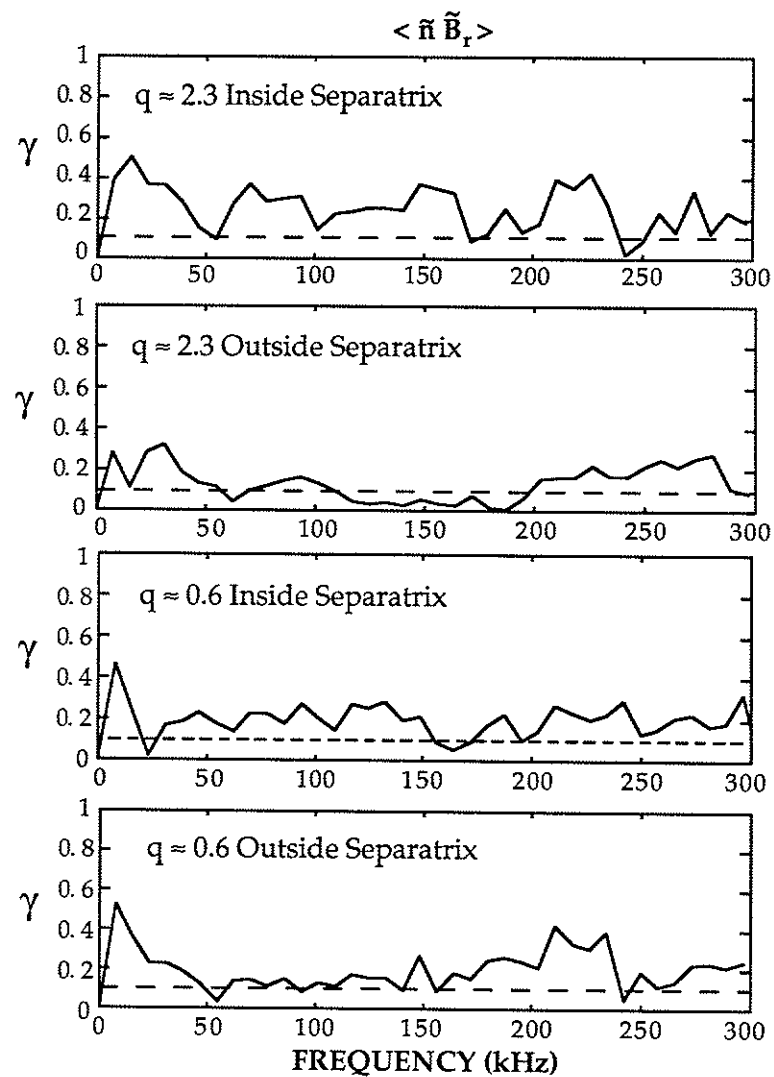 < ñ B̃r >
1
0.8
0.6
0.4
0.2
0
γ
q ≈ 2.3 Inside Separatrix
0 50 100 150 200 250 300
1
0.8
0.6
0.4
0.2
0
γ
q ≈ 2.3 Outside Separatrix
0 50 100 150 200 250 300
1
0.8
0.6
0.4
0.2
0
γ
q ≈ 0.6 Inside Separatrix
0 50 100 150 200 250 300
1
0.8
0.6
0.4
0.2
0
γ
q ≈ 0.6 Outside Separatrix
0 50 100 150 200 250 300
FREQUENCY (kHz)